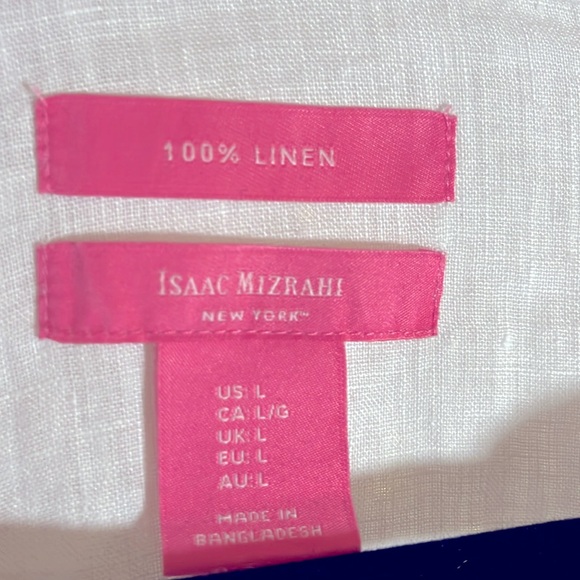 100% LINEN
ISAAC MIZRAHI
NEW YORK™
US: L
CA: L/G
UK: L
EU: L
AU: L
MADE IN
BANGLADESH